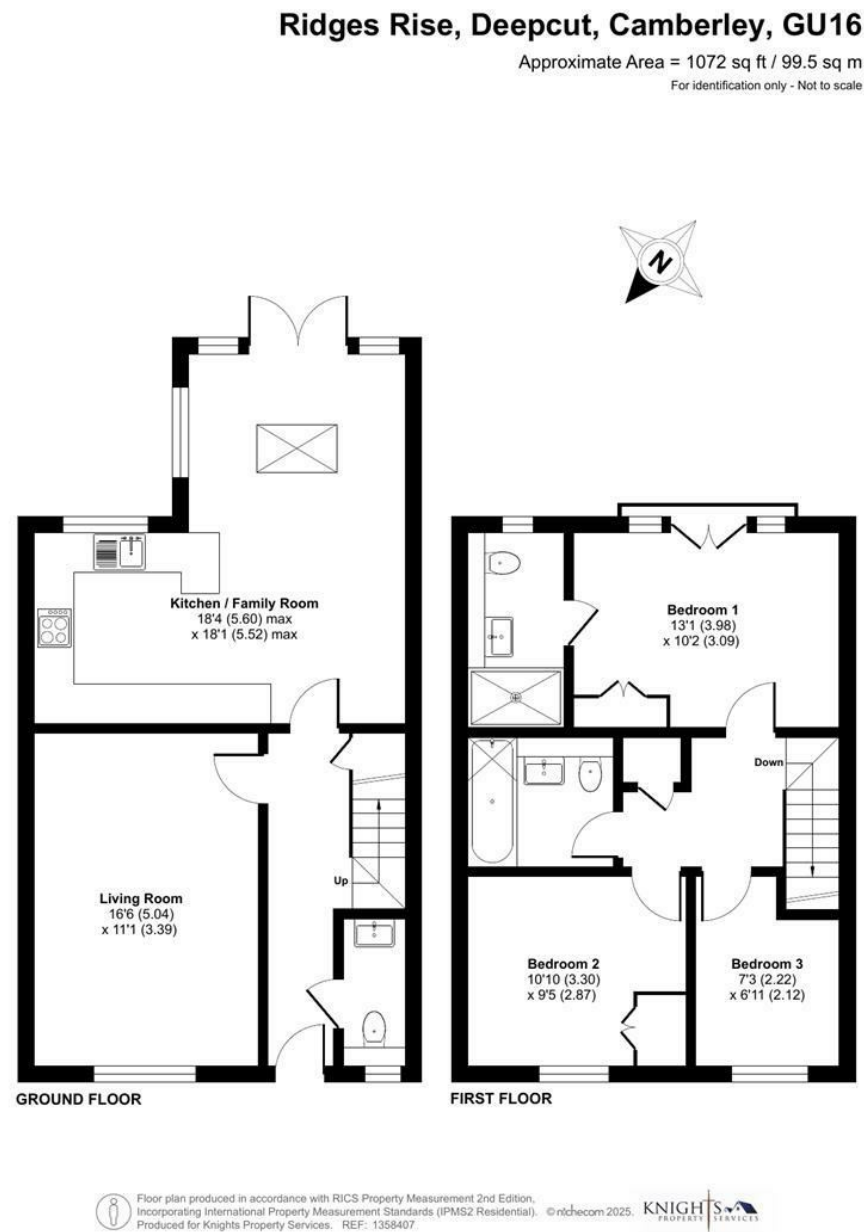 Ridges Rise, Deepcut, Camberley, GU16
Approximate Area = 1072 sq ft / 99.5 sq m
For identification only - Not to scale
N
Kitchen / Family Room
18'4 (5.60) max
x 18'1 (5.52) max
Living Room
16'6 (5.04)
x 11'1 (3.39)
Up
GROUND FLOOR
Bedroom 1
13'1 (3.98)
x 10'2 (3.09)
Down
Bedroom 2
10'10 (3.30)
x 9'5 (2.87)
Bedroom 3
7'3 (2.22)
x 6'11 (2.12)
FIRST FLOOR
Floor plan produced in accordance with RICS Property Measurement 2nd Edition,
Incorporating International Property Measurement Standards (IPMS2 Residential). ©nichecom 2025.
Produced for Knights Property Services. REF: 1358407
KNIGHTS
PROPERTY SERVICES